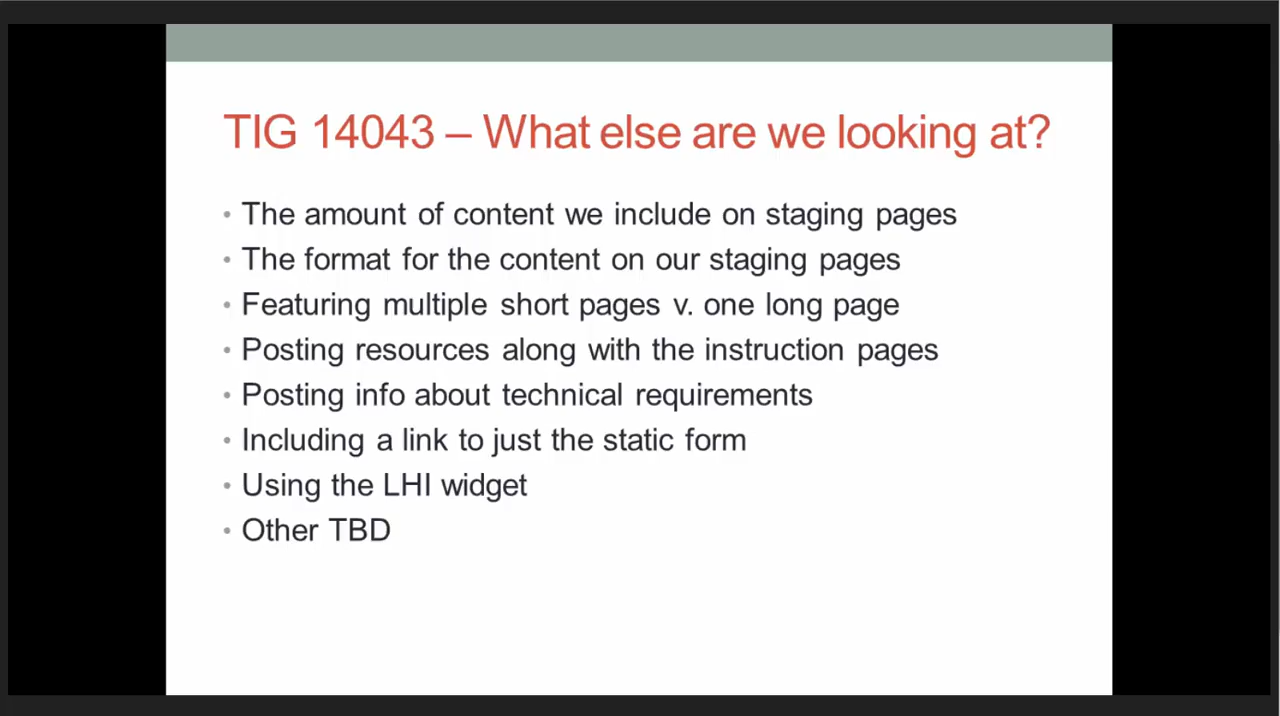 TIG 14043 – What else are we looking at?
• The amount of content we include on staging pages
• The format for the content on our staging pages
• Featuring multiple short pages v. one long page
• Posting resources along with the instruction pages
• Posting info about technical requirements
• Including a link to just the static form
• Using the LHI widget
• Other TBD